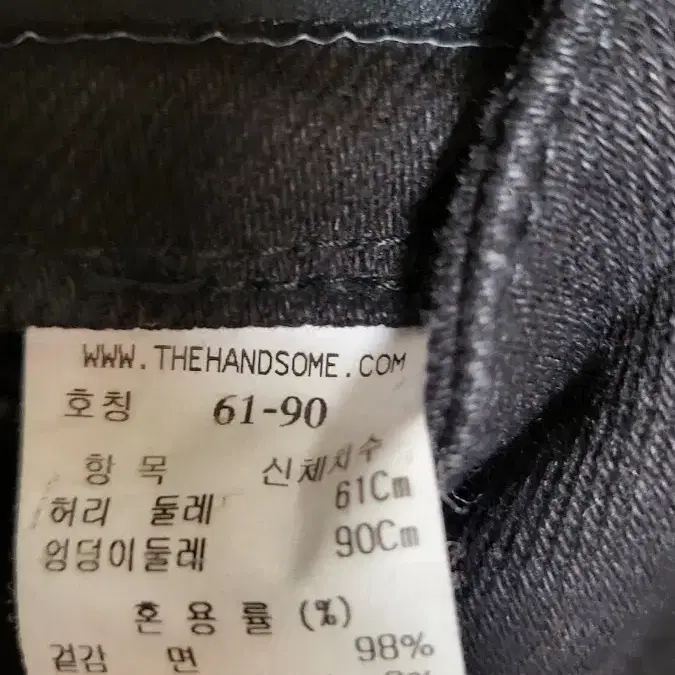 WWW.THEHANDSOME.COM
호칭 61-90
항 목 신체치수
허리 둘레 61Cm
엉덩이둘레 90Cm
혼 용 률 (%)
겉감 면 98%